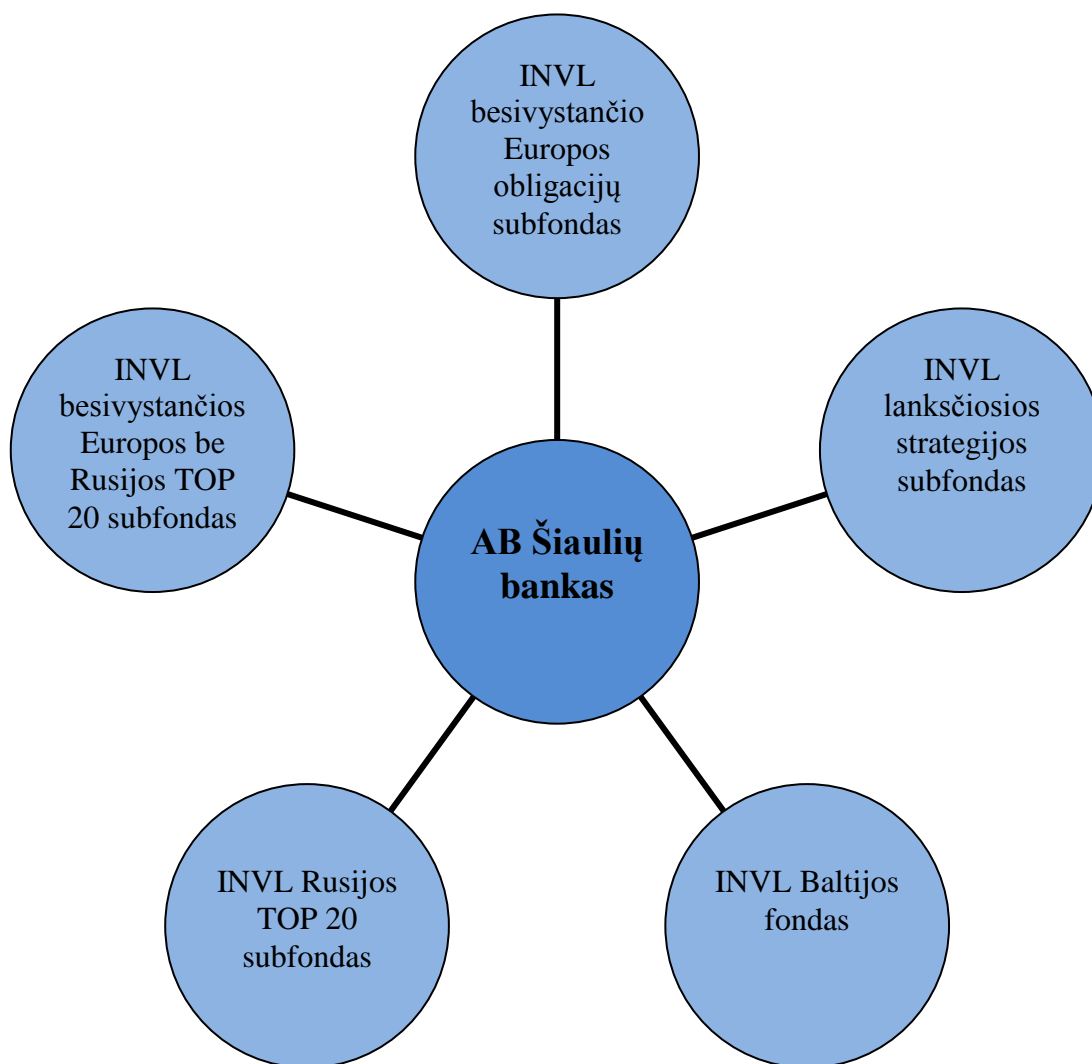 INVL
besivystančio
Europos
obligacijų
subfondas
INVL
besivystančios
Europos be
Rusijos TOP
20 subfondas
INVL
lanksčiosios
strategijos
subfondas
AB Šiaulių
bankas
INVL Rusijos
TOP 20
subfondas
INVL Baltijos
fondas